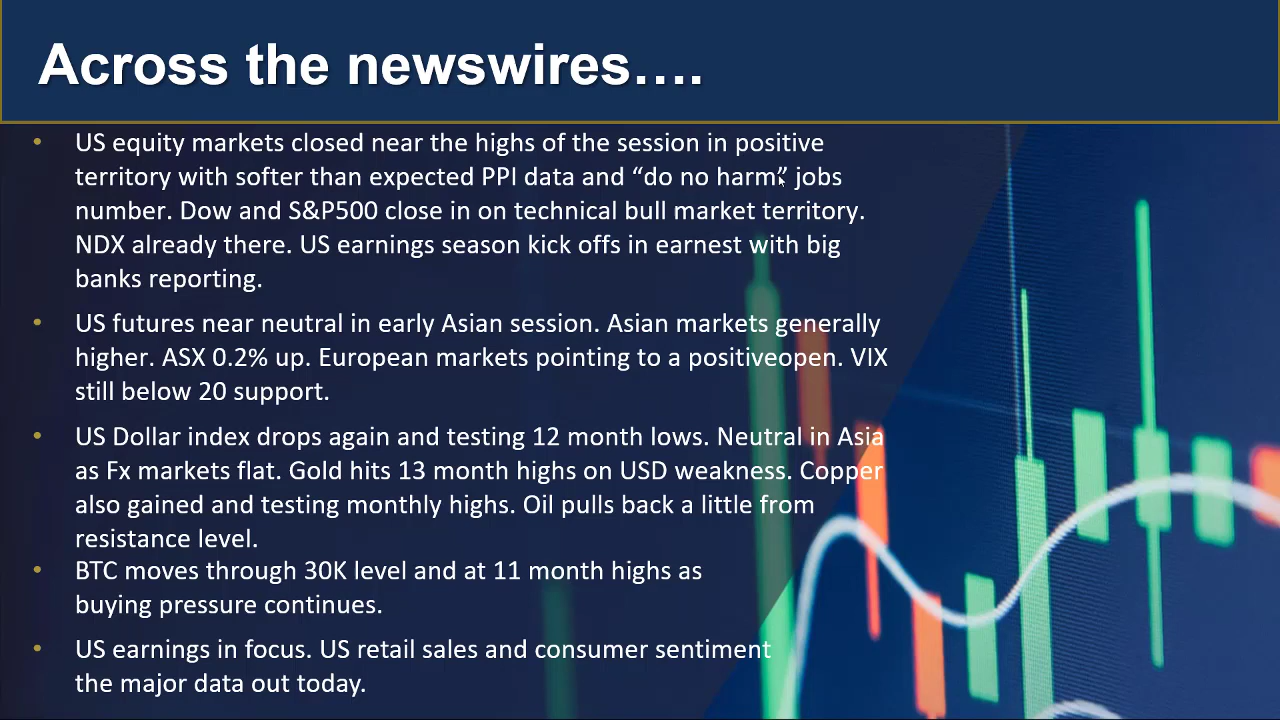 Across the newswires….
• US equity markets closed near the highs of the session in positive
territory with softer than expected PPI data and “do no harm” jobs
number. Dow and S&P500 close in on technical bull market territory.
NDX already there. US earnings season kick offs in earnest with big
banks reporting.
• US futures near neutral in early Asian session. Asian markets generally
higher. ASX 0.2% up. European markets pointing to a positiveopen. VIX
still below 20 support.
• US Dollar index drops again and testing 12 month lows. Neutral in Asia
as Fx markets flat. Gold hits 13 month highs on USD weakness. Copper
also gained and testing monthly highs. Oil pulls back a little from
resistance level.
• BTC moves through 30K level and at 11 month highs as
buying pressure continues.
• US earnings in focus. US retail sales and consumer sentiment
the major data out today.